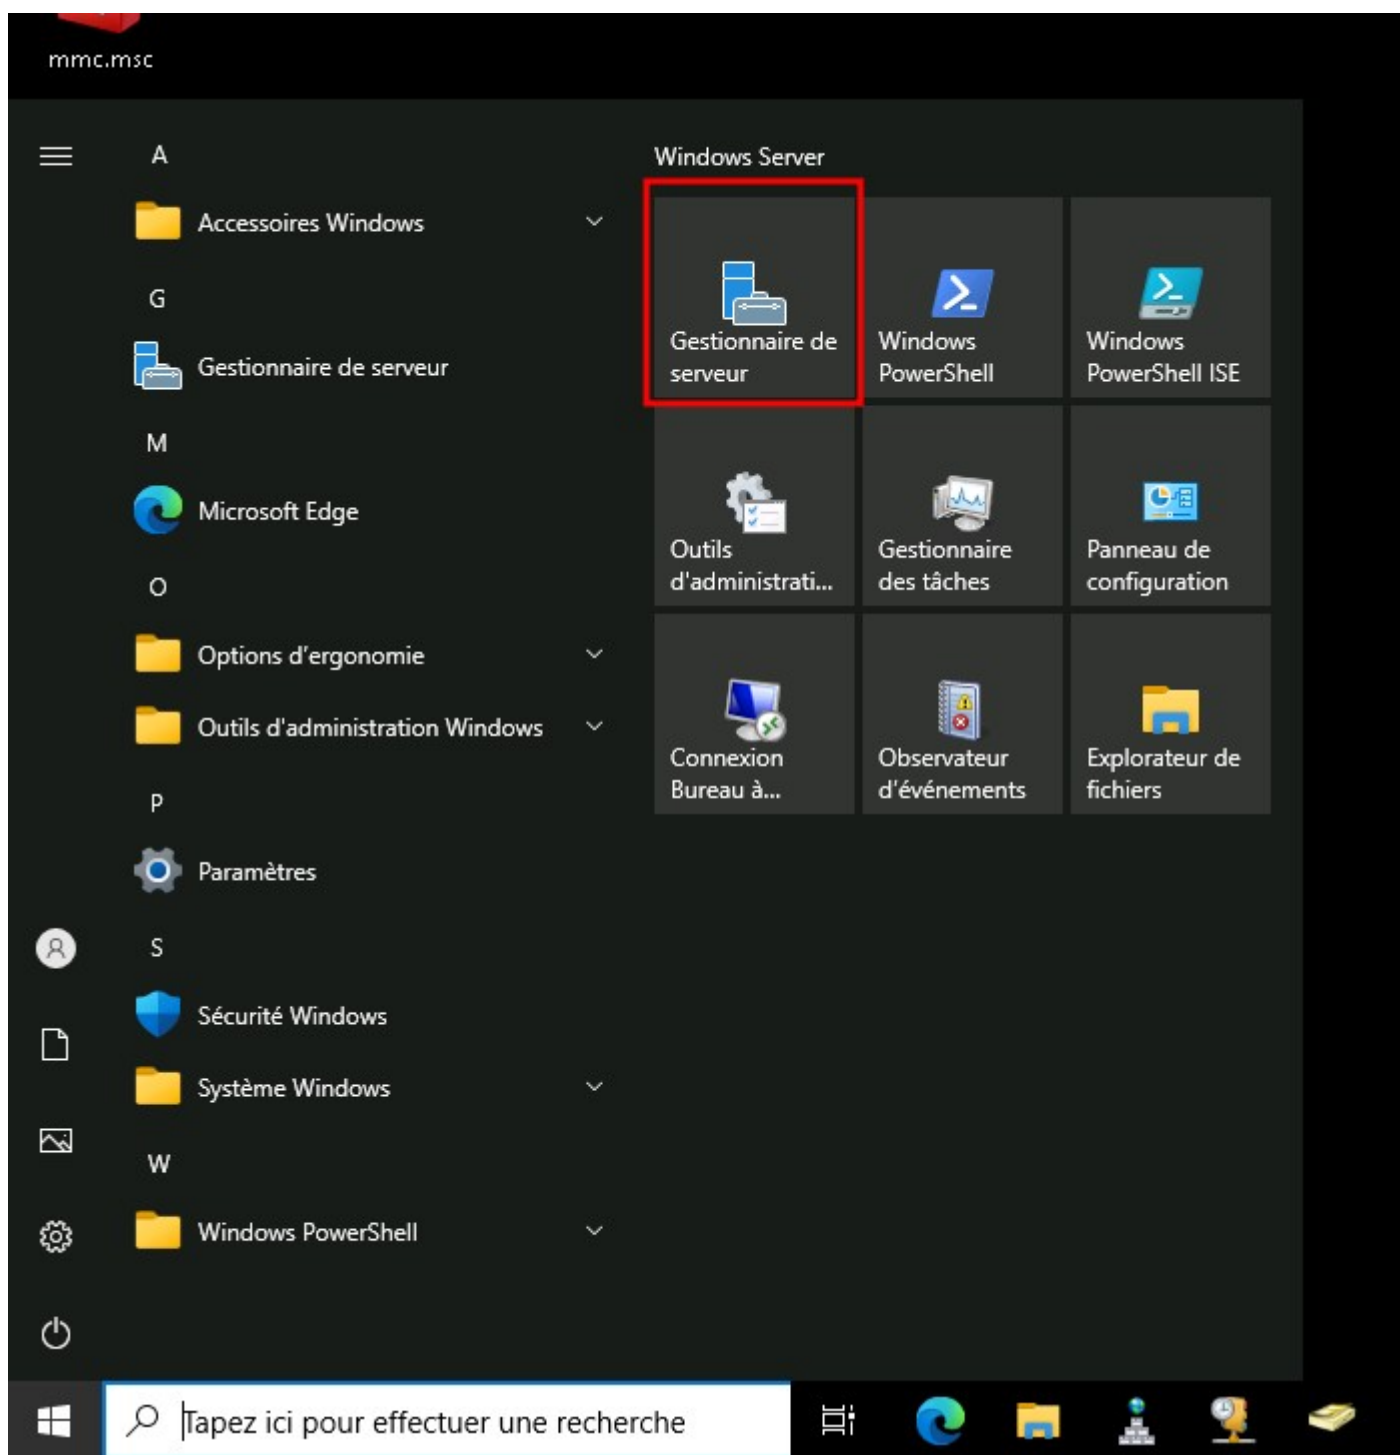 mmc.msc
A
Accessoires Windows
G
Gestionnaire de serveur
M
Microsoft Edge
O
Options d'ergonomie
Outils d'administration Windows
P
Paramètres
S
Sécurité Windows
Système Windows
W
Windows PowerShell
Windows Server
Gestionnaire de
serveur
Windows
PowerShell
Windows
PowerShell ISE
Outils
d'administrati...
Gestionnaire
des tâches
Panneau de
configuration
Connexion
Bureau à...
Observateur
d'événements
Explorateur de
fichiers
Tapez ici pour effectuer une recherche